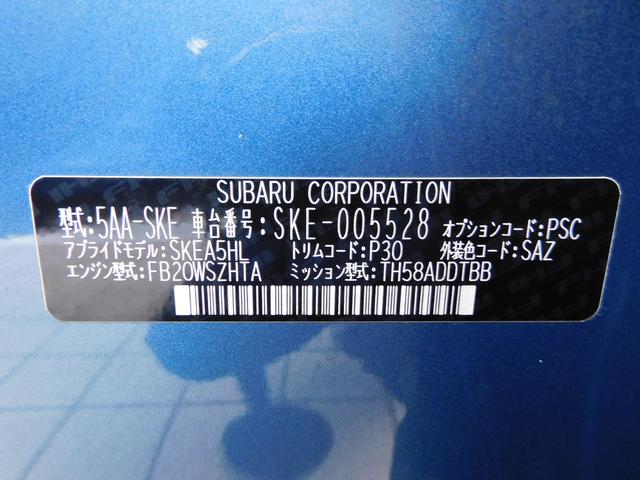 SUBARU CORPORATION
型式:5AA-SKE 車台番号:SKE-005528 オプションコード:PSC
アプライドモデル:SKEA5HL トリムコード:P30 外装色コード:SAZ
エンジン型式:FB20WSZHTA ミッション型式:TH58ADDTBB